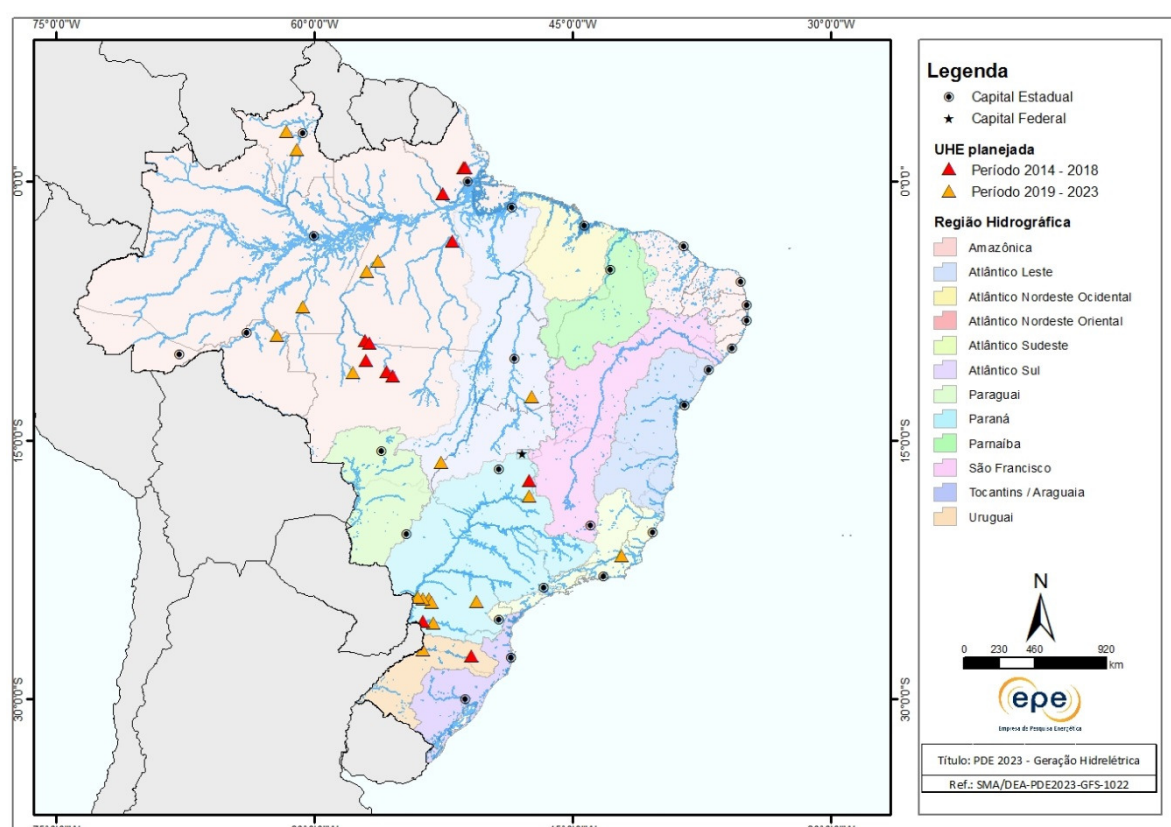 75°0'0"W
60°0'0"W
45°0'0"W
30°0'0"W
0°0'0"
15°0'0"S
30°0'0"S
0°0'0"
15°0'0"S
30°0'0"S
Legenda
Capital Estadual
Capital Federal
UHE planejada
Período 2014 - 2018
Período 2019 - 2023
Região Hidrográfica
Amazônica
Atlântico Leste
Atlântico Nordeste Ocidental
Atlântico Nordeste Oriental
Atlântico Sudeste
Atlântico Sul
Paraguai
Paraná
Parnaíba
São Francisco
Tocantins / Araguaia
Uruguai
N
0 230 460 920
km
epe
Empresa de Pesquisa Energética
Título: PDE 2023 - Geração Hidrelétrica
Ref.: SMA/DEA-PDE2023-GFS-1022